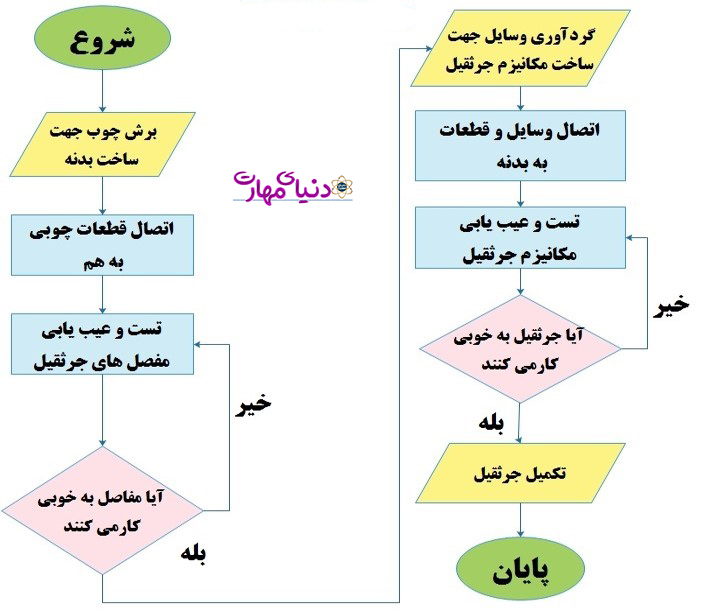 شروع
برش چوب جهت
ساخت بدنه
اتصال قطعات چوبی
به هم
تست و عیب یابی
مفصل های جرثقیل
خیر
آیا مفاصل به خوبی
کارمی کنند
بله
دنیای مهارت
گردآوری وسایل جهت
ساخت مکانیزم جرثقیل
اتصال وسایل و قطعات
به بدنه
تست و عیب یابی
مکانیزم جرثقیل
خیر
آیا جرثقیل به خوبی
کارمی کنند
بله
تکمیل جرثقیل
پایان